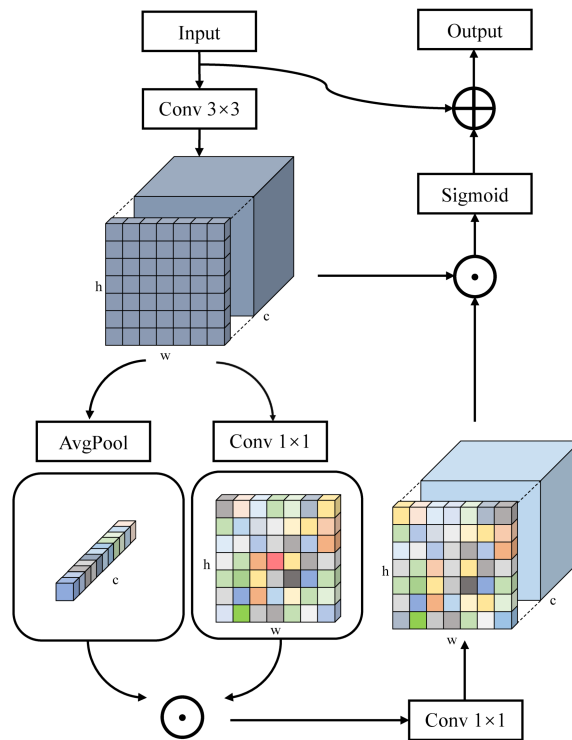 Input
Output
Conv 3×3
Sigmoid
h
c
w
AvgPool
Conv 1×1
c
h
w
h
c
w
Conv 1×1